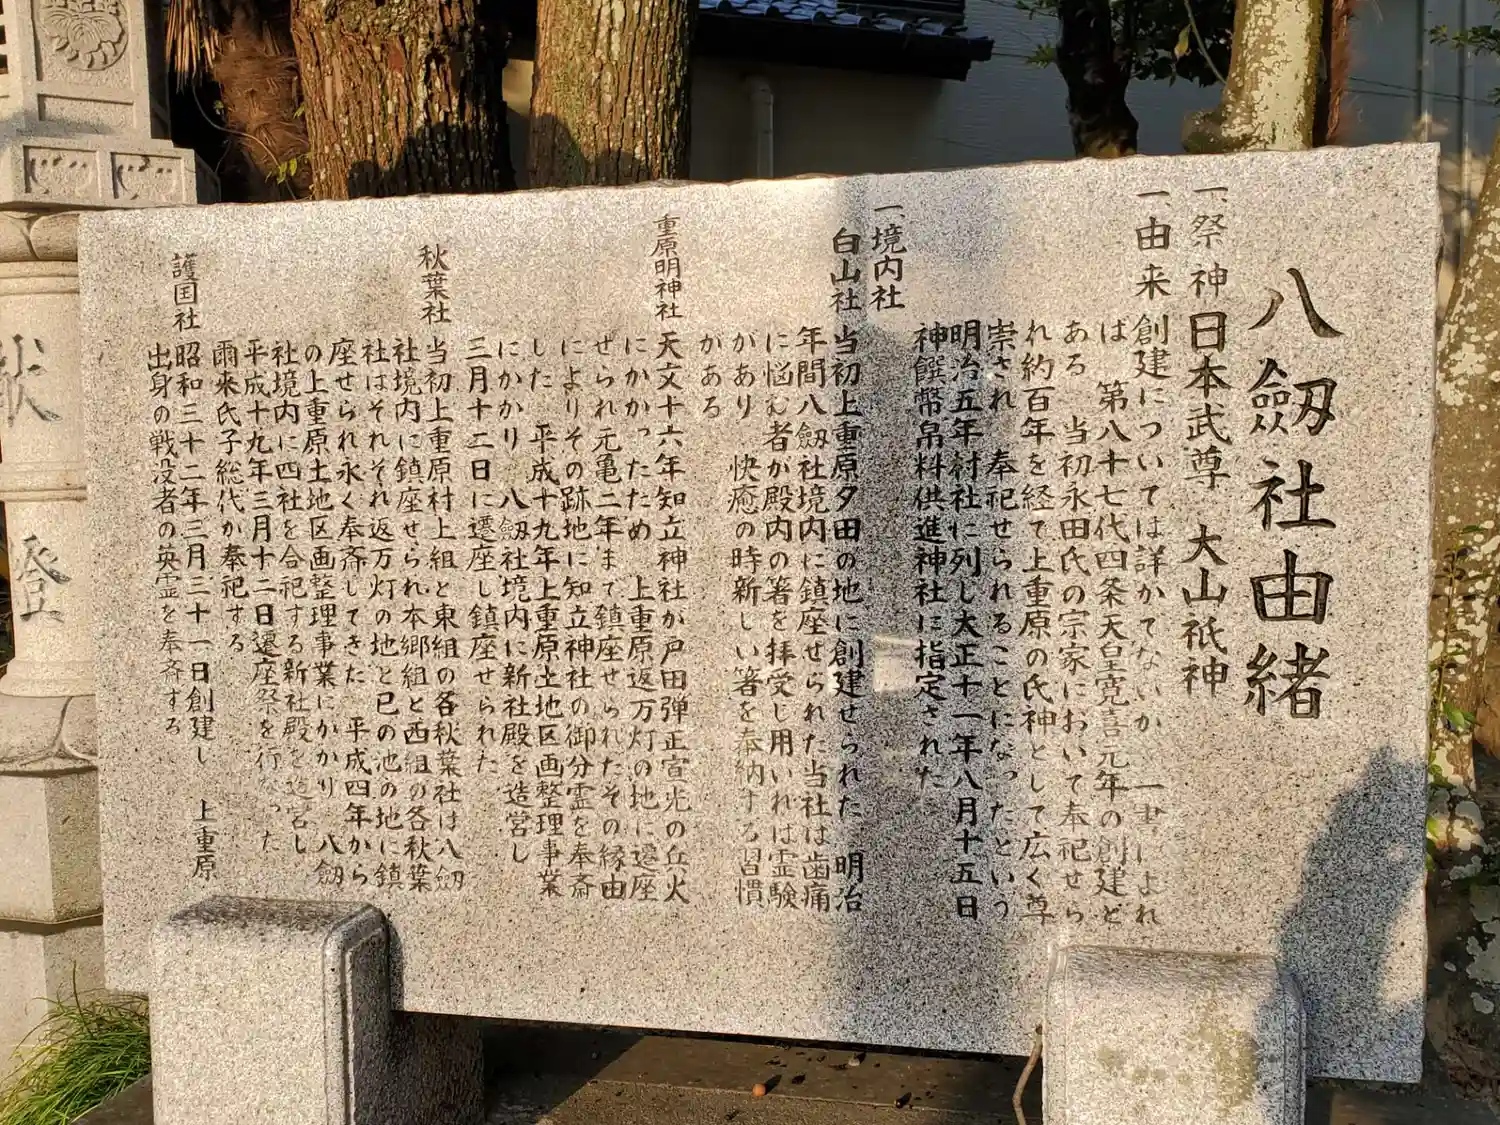 八劔社由緒
一、祭神 日本武尊 大山祇神
一、由来 創建については詳かでないが 一書によれ
ば 第八十七代四条天皇寛喜元年の創建と
ある 当初永田氏の宗家において奉祀せら
れ約百年を経て上重原の氏神として広く尊
崇され 奉祀せられることになったという
明治五年村社に列し大正十一年八月十五日
神饌幣帛料供進神社に指定された
一、境内社
白山社 当初上重原夕田の地に創建せられた 明治
年間八劔社境内に鎮座せられた当社は歯痛
に悩む者が殿内の箸を拝受し用いれば霊験
があり 快癒の時新しい箸を奉納する習慣
がある
重原明神社 天文十六年知立神社が戸田弾正宣光の兵火
にかかったため 上重原返万灯の地に遷座
ぜられ元亀二年まで鎮座せられたその縁由
によりその跡地に知立神社の御分霊を奉斎
した 平成十九年上重原土地区画整理事業
にかかり 八劔社境内に新社殿を造営し
三月十二日に遷座し鎮座せられた
秋葉社 当初上重原村上組と東組の各秋葉社は八劔
社境内に鎮座せられ本郷組と西組の各秋葉
社はそれぞれ返万灯の地と巳の池の地に鎮
座せられ永く奉斎してきた 平成四年から
の上重原土地区画整理事業にかかり 八劔
社境内に四社を合祀する新社殿を造営し
平成十九年三月十二日遷座祭を行なった
爾来氏子総代が奉祀する
護国社 昭和三十二年三月三十一日創建し 上重原
出身の戦没者の英霊を奉斎する
献
燈